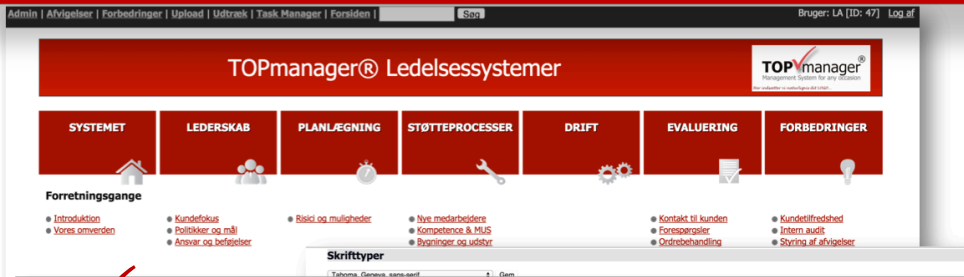 Admin | Afvigelser | Forbedringer | Upload | Udtræk | Task Manager | Forsiden | Søg Bruger: LA [ID: 47] Log af
TOPmanager® Ledelsessystemer
TOP manager®
Management System for any occasion
SYSTEMET LEDERSKAB PLANLÆGNING STØTTEPROCESSER DRIFT EVALUERING FORBEDRINGER
Forretningsgange
Introduktion Kundefokus Risici og muligheder Nye medarbejdere Kontakt til kunden Kundetilfredshed
Vores omverden Politikker og mål Kompetence & MUS Forespørgsler Intern audit
Ansvar og beføjelser Bygninger og udstyr Ordrebehandling Styring af afvigelser
Skrifttyper
Tahoma, Geneva, sans-serif Gem